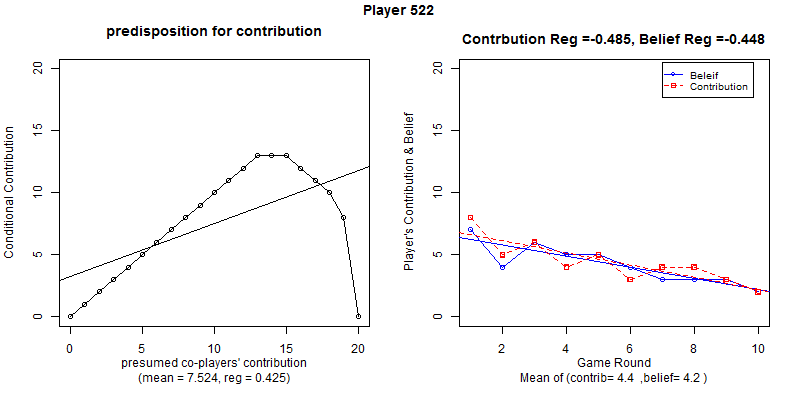 Player 522
predisposition for contribution
Conditional Contribution
20
15
10
5
0
0 5 10 15 20
presumed co-players' contribution
(mean = 7.524, reg = 0.425)
Contrbution Reg =-0.485, Belief Reg =-0.448
Player's Contribution & Belief
20
15
10
5
0
Beleif
Contribution
2 4 6 8 10
Game Round
Mean of (contrib= 4.4 ,belief= 4.2 )